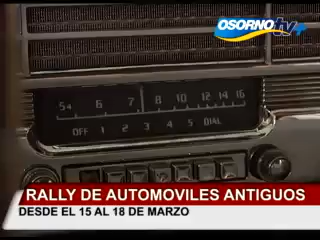 OSORNO tv
54 6 7 8 10 12 14 16
OFF 1 2 3 4 5 DIAL
RALLY DE AUTOMOVILES ANTIGUOS
DESDE EL 15 AL 18 DE MARZO